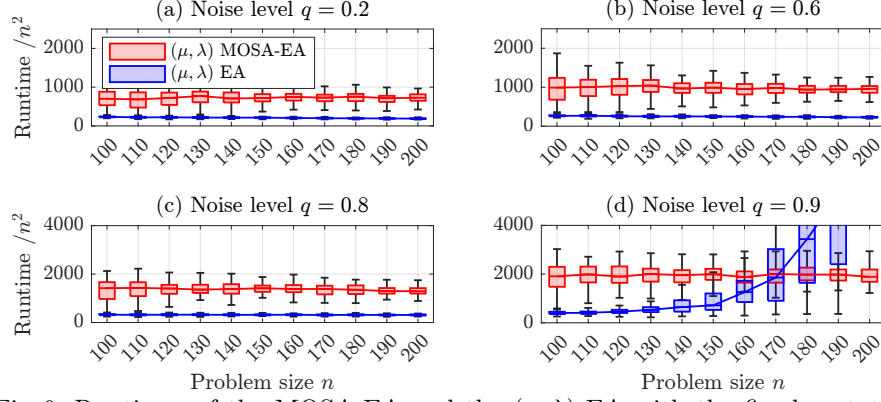 (a) Noise level q = 0.2
Runtime /n²
2000
1000
0
(μ, λ) MOSA-EA
(μ, λ) EA
100 110 120 130 140 150 160 170 180 190 200
(b) Noise level q = 0.6
2000
1000
0
100 110 120 130 140 150 160 170 180 190 200
(c) Noise level q = 0.8
Runtime /n²
4000
2000
0
100 110 120 130 140 150 160 170 180 190 200
Problem size n
(d) Noise level q = 0.9
4000
2000
0
100 110 120 130 140 150 160 170 180 190 200
Problem size n